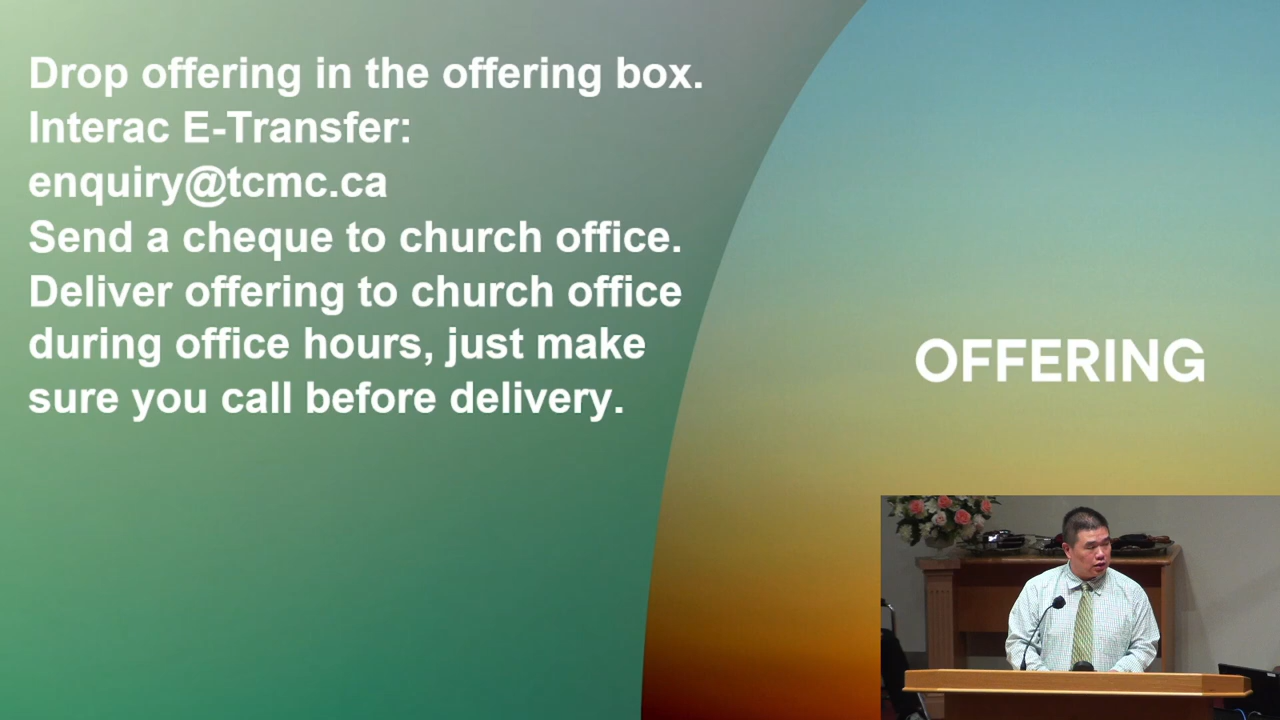 Drop offering in the offering box.
Interac E-Transfer:
enquiry@tcmc.ca
Send a cheque to church office.
Deliver offering to church office
during office hours, just make
sure you call before delivery.
OFFERING